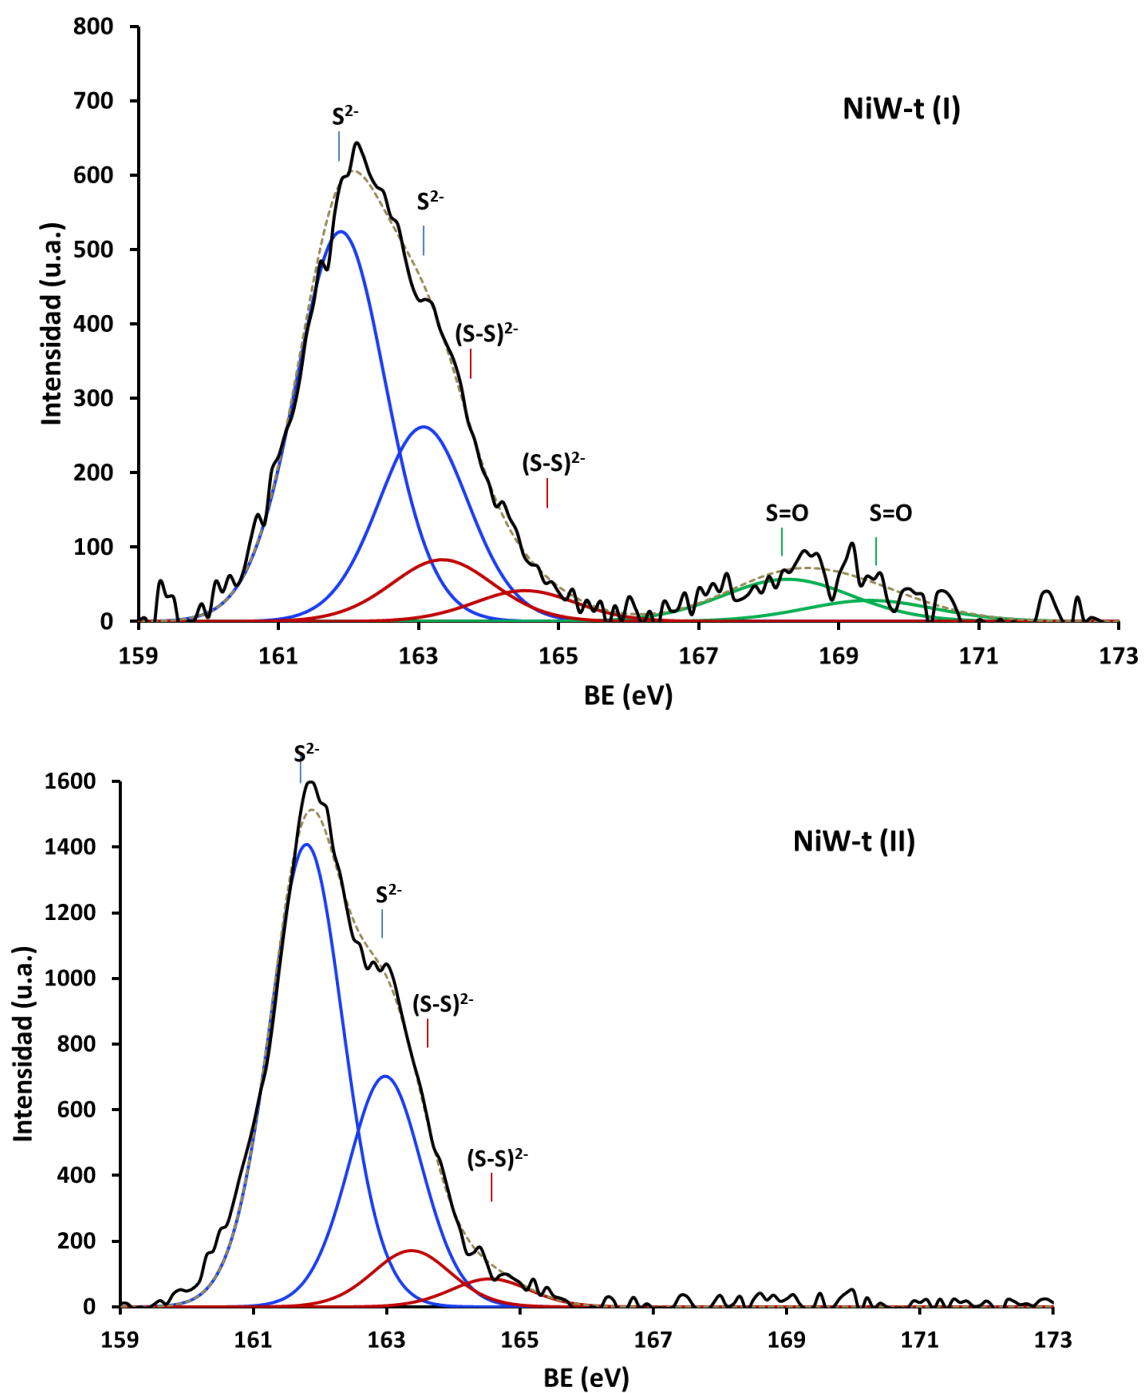 800
700
600
500
400
300
200
100
0
Intensidad (u.a.)
NiW-t (I)
S²⁻
S²⁻
(S-S)²⁻
(S-S)²⁻
S=O
S=O
159 161 163 165 167 169 171 173
BE (eV)
1600
1400
1200
1000
800
600
400
200
0
Intensidad (u.a.)
NiW-t (II)
S²⁻
S²⁻
(S-S)²⁻
(S-S)²⁻
159 161 163 165 167 169 171 173
BE (eV)